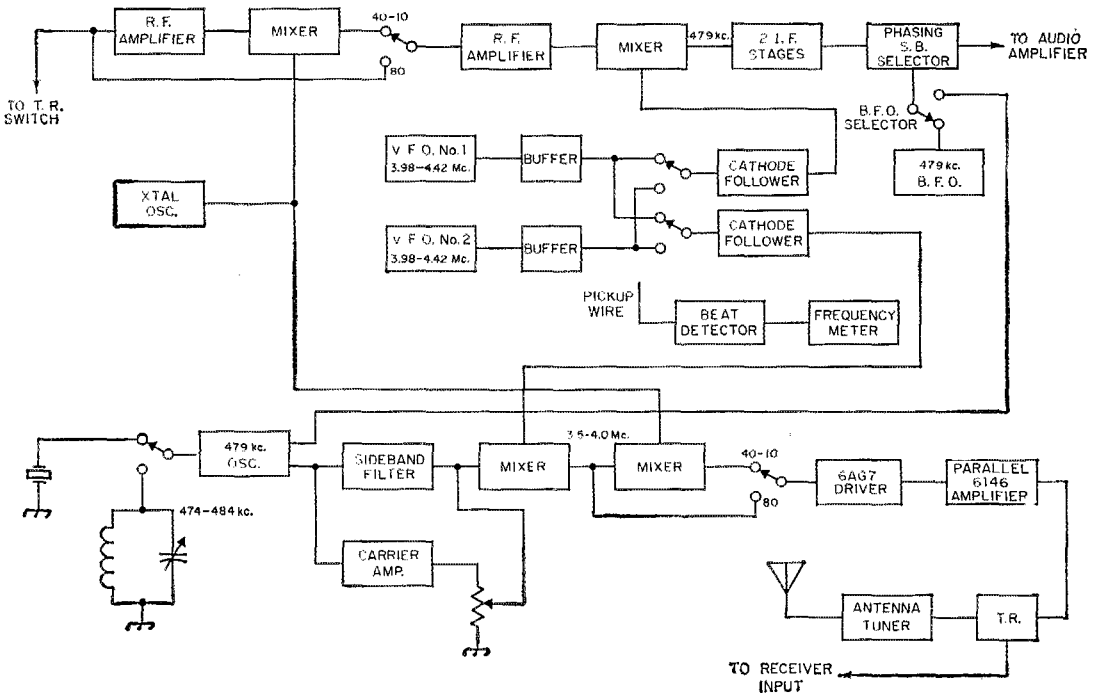 R.F.
AMPLIFIER
MIXER
40-10
80
R.F.
AMPLIFIER
MIXER
479kc.
2 I.F.
STAGES
PHASING
S.B.
SELECTOR
TO AUDIO
AMPLIFIER
TO T.R.
SWITCH
B.F.O.
SELECTOR
479 kc.
B.F.O.
V F O. No.1
3.98-4.42 Mc.
BUFFER
CATHODE
FOLLOWER
XTAL
OSC.
V F O. No.2
3.98-4.42 Mc.
BUFFER
CATHODE
FOLLOWER
PICKUP
WIRE
BEAT
DETECTOR
FREQUENCY
METER
479 kc.
OSC.
SIDEBAND
FILTER
MIXER
3.5-4.0 Mc.
MIXER
40-10
80
6AG7
DRIVER
PARALLEL
6146
AMPLIFIER
474-484 kc.
CARRIER
AMP.
ANTENNA
TUNER
T.R.
TO RECEIVER
INPUT